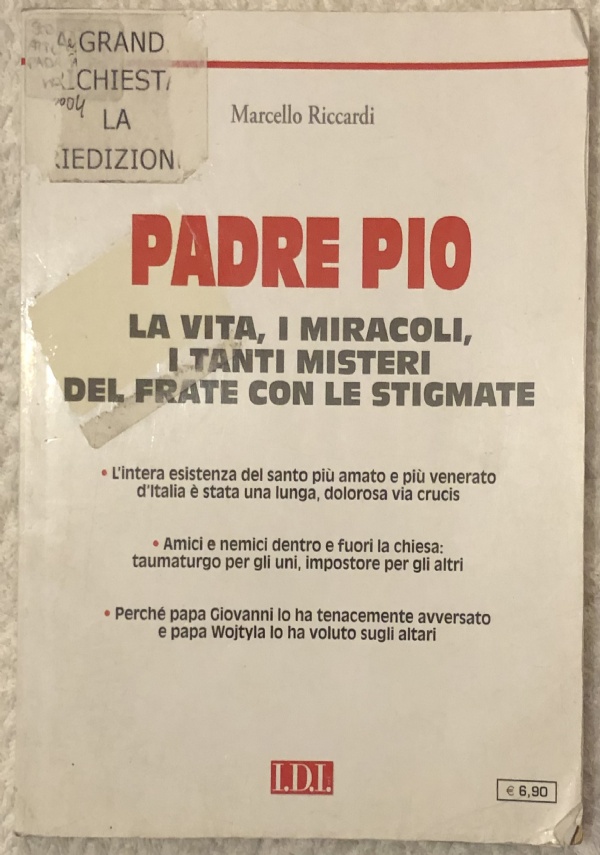 GRAND
CHIEST
LA
RIEDIZION
Marcello Riccardi
PADRE PIO
LA VITA, I MIRACOLI,
I TANTI MISTERI
DEL FRATE CON LE STIGMATE
• L'intera esistenza del santo più amato e più venerato
d'Italia è stata una lunga, dolorosa via crucis
• Amici e nemici dentro e fuori la chiesa:
taumaturgo per gli uni, impostore per gli altri
• Perché papa Giovanni lo ha tenacemente avversato
e papa Wojtyla lo ha voluto sugli altari
I.D.I.
€ 6,90